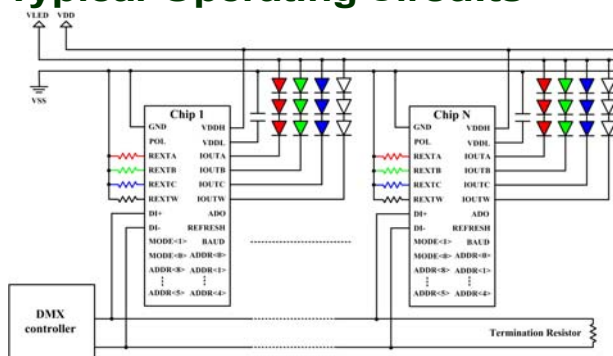 Typical Operating Circuits
VLED VDD
VSS
Chip 1
GND VDDH
POL VDDL
REXTA IOUTA
REXTB IOUTB
REXTC IOUTC
REXTW IOUTW
DI+ ADO
DI- REFRESH
MODE<1> BAUD
MODE<0> ADDR<0>
ADDR<8> ADDR<1>
ADDR<5> ADDR<4>
Chip N
GND VDDH
POL VDDL
REXTA IOUTA
REXTB IOUTB
REXTC IOUTC
REXTW IOUTW
DI+ ADO
DI- REFRESH
MODE<1> BAUD
MODE<0> ADDR<0>
ADDR<8> ADDR<1>
ADDR<5> ADDR<4>
DMX
controller
Termination Resistor